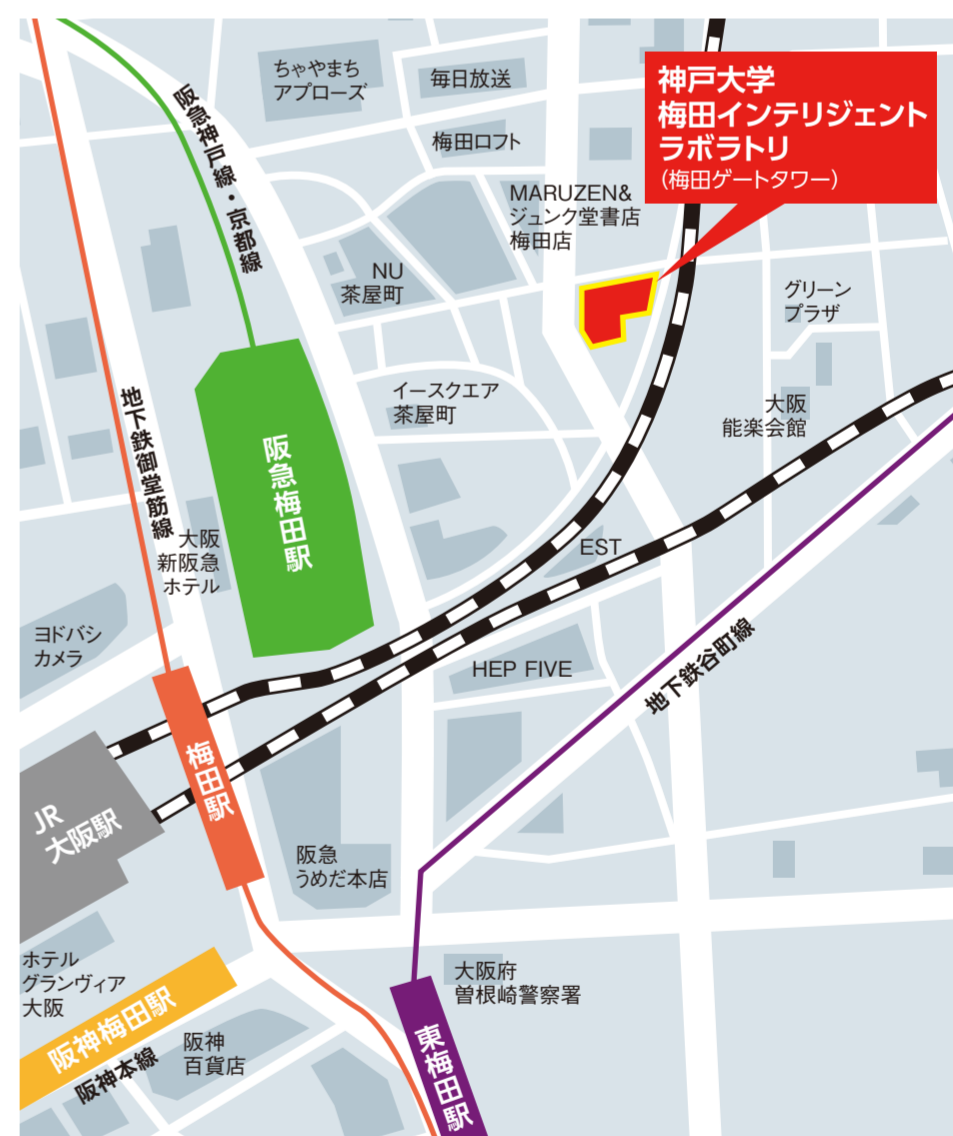 神戸大学
梅田インテリジェント
ラボラトリ
(梅田ゲートタワー)
ちゃやまち
アプローズ
毎日放送
梅田ロフト
阪急神戸線・京都線
MARUZEN&
ジュンク堂書店
梅田店
NU
茶屋町
グリーン
プラザ
イースクエア
茶屋町
大阪
能楽会館
地下鉄御堂筋線
阪急梅田駅
大阪
新阪急
ホテル
EST
ヨドバシ
カメラ
HEP FIVE
地下鉄谷町線
梅田駅
JR
大阪駅
阪急
うめだ本店
ホテル
グランヴィア
大阪
大阪府
曽根崎警察署
阪神梅田駅
阪神本線
阪神
百貨店
東梅田駅